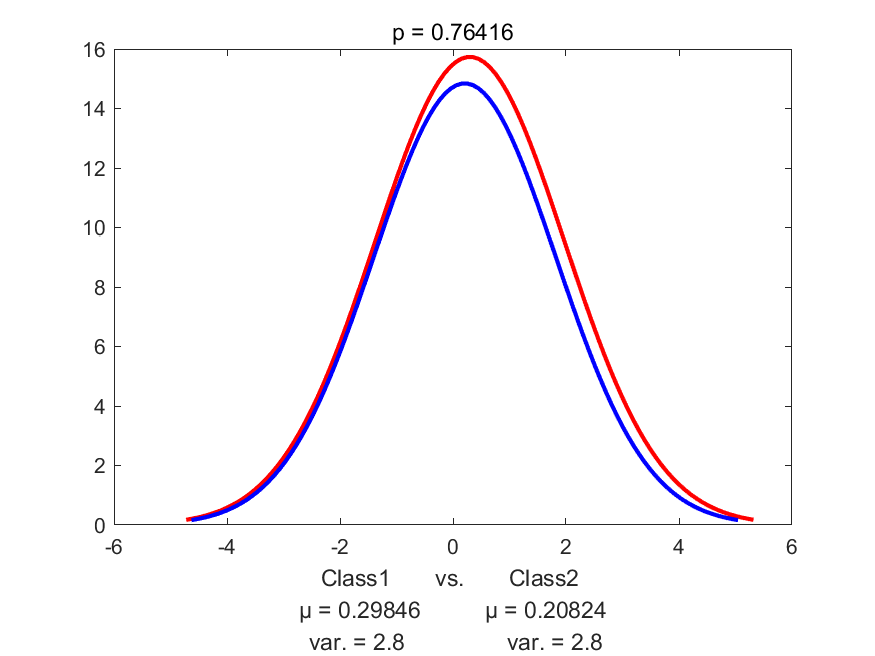 p = 0.76416
16
14
12
10
8
6
4
2
0
-6 -4 -2 0 2 4 6
Class1 vs. Class2
μ = 0.29846 μ = 0.20824
var. = 2.8 var. = 2.8